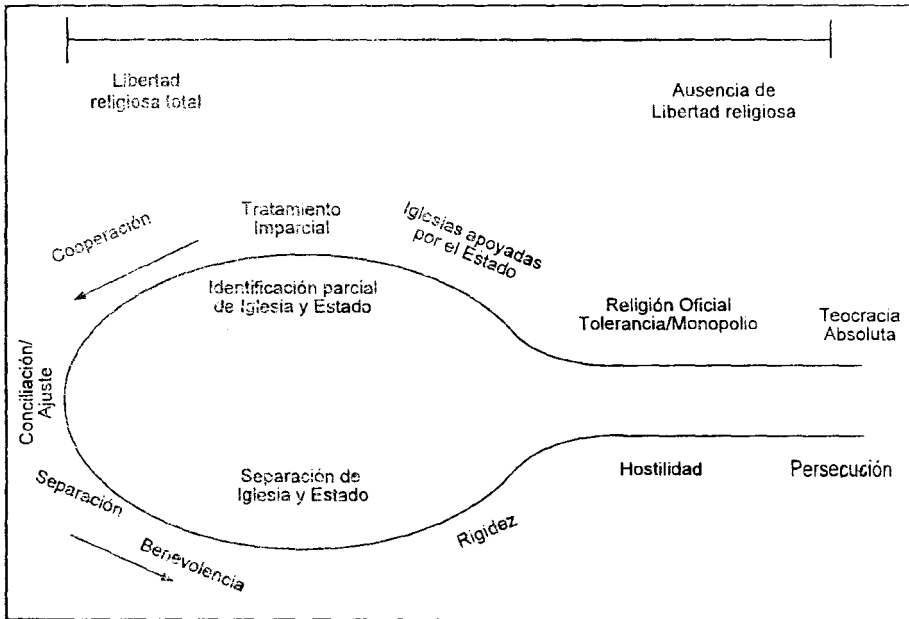 Libertad
religiosa total
Ausencia de
Libertad religiosa
Cooperación
Tratamiento
Imparcial
Iglesias apoyadas
por el Estado
Identificación parcial
de Iglesia y Estado
Religión Oficial
Tolerancia/Monopolio
Teocracia
Absoluta
Conciliación/
Ajuste
Separación de
Iglesia y Estado
Hostilidad
Persecución
Separación
Benevolencia
Rigidez